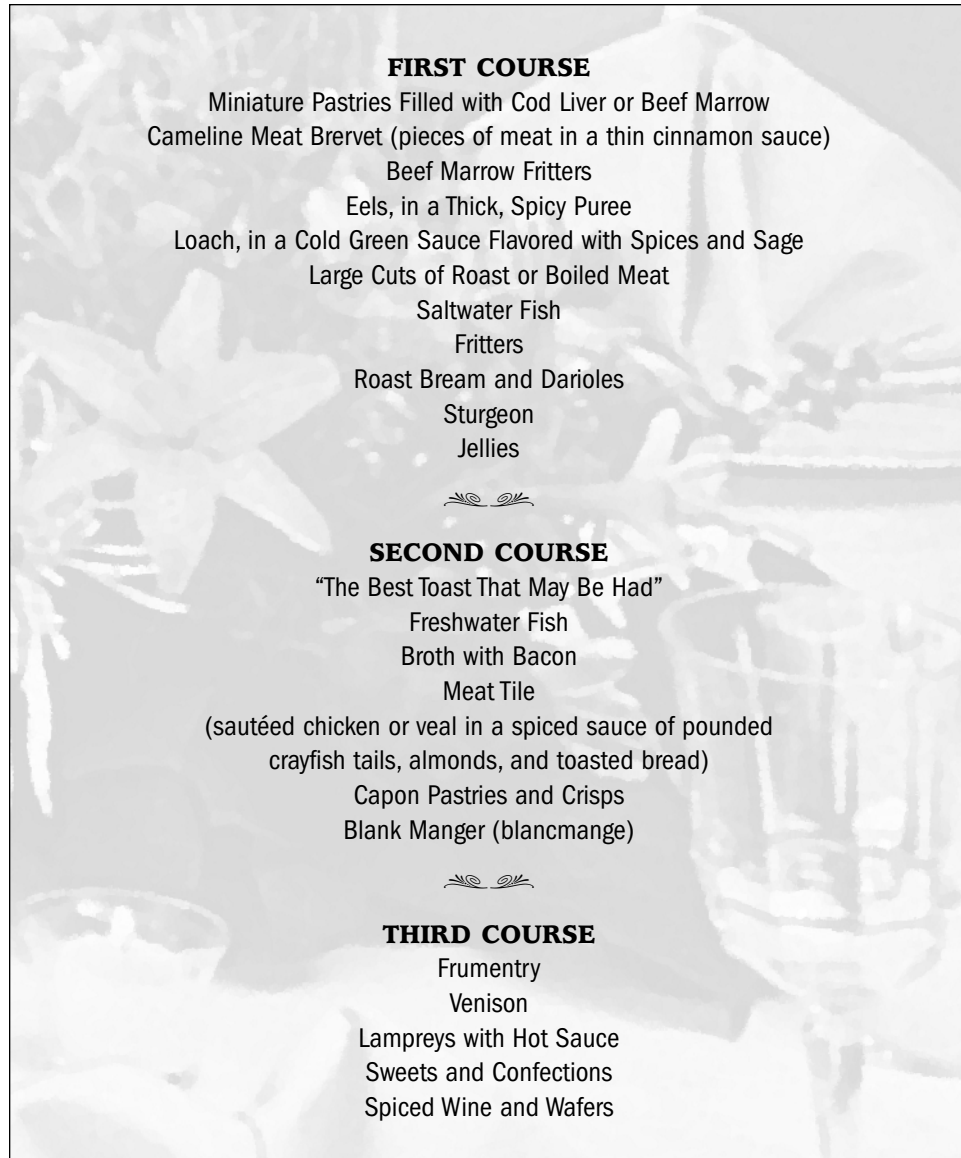 FIRST COURSE
Miniature Pastries Filled with Cod Liver or Beef Marrow
Cameline Meat Brervet (pieces of meat in a thin cinnamon sauce)
Beef Marrow Fritters
Eels, in a Thick, Spicy Puree
Loach, in a Cold Green Sauce Flavored with Spices and Sage
Large Cuts of Roast or Boiled Meat
Saltwater Fish
Fritters
Roast Bream and Darioles
Sturgeon
Jellies
SECOND COURSE
“The Best Toast That May Be Had”
Freshwater Fish
Broth with Bacon
Meat Tile
(sautéed chicken or veal in a spiced sauce of pounded
crayfish tails, almonds, and toasted bread)
Capon Pastries and Crisps
Blank Manger (blancmange)
THIRD COURSE
Frumentry
Venison
Lampreys with Hot Sauce
Sweets and Confections
Spiced Wine and Wafers